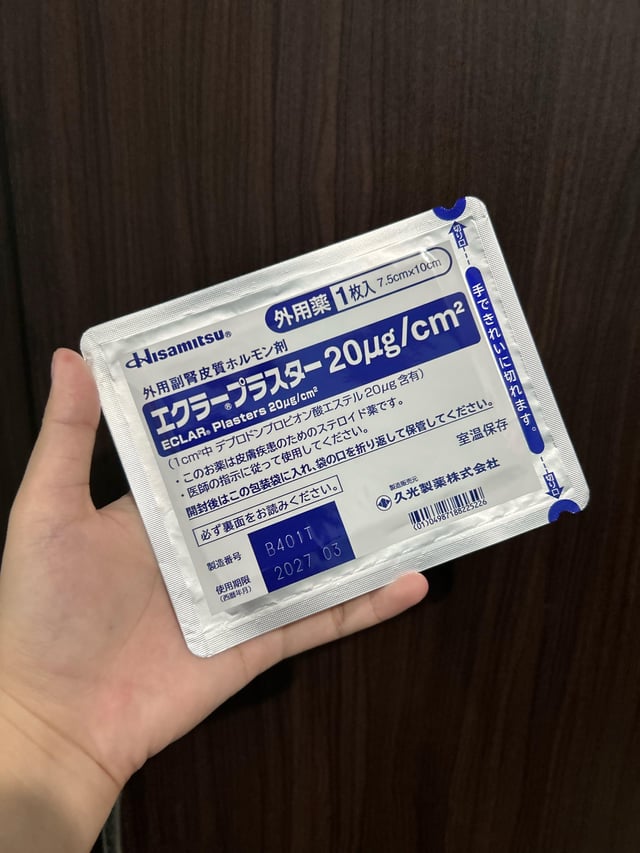 外用薬 1枚入 7.5cm×10cm
HISAMITSU®
外用副腎皮質ホルモン剤
エクラー®プラスター 20μg/cm²
ECLAR® Plasters 20μg/cm²
(1cm²中 デプロドンプロピオン酸エステル 20μg 含有)
・このお薬は皮膚疾患のためのステロイド薬です。
・医師の指示に従って使用してください。
開封後はこの包装袋に入れ、袋の口を折り返して保管してください。
必ず裏面をお読みください。
室温保存
製造販売元
久光製薬株式会社
(01)04987188225226
製造番号 B401T
使用期限 2027 03
(西暦年月)
切り口
手できれいに切れます。
切り口